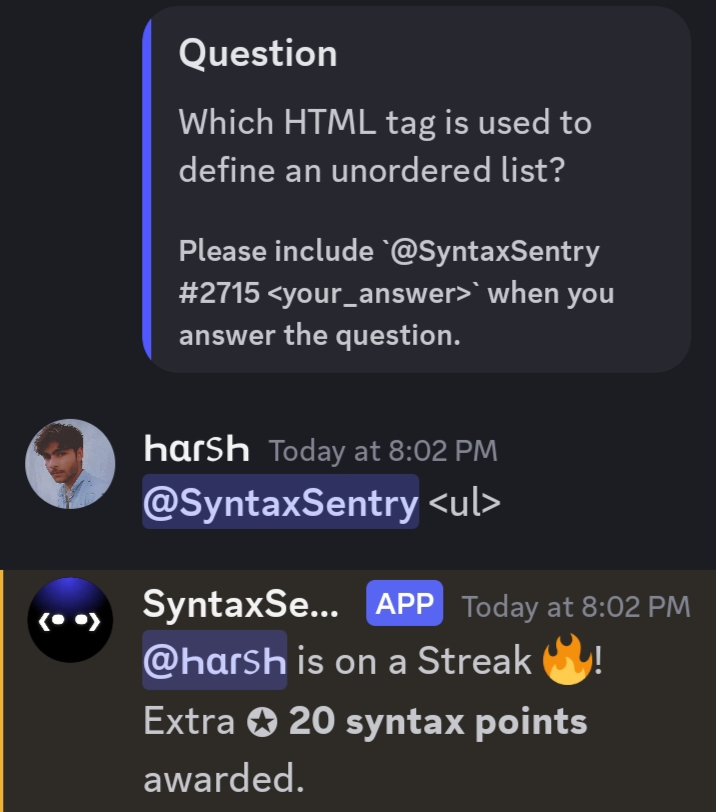 Question
Which HTML tag is used to
define an unordered list?
Please include `@SyntaxSentry
#2715 <your_answer>` when you
answer the question.
harsh Today at 8:02 PM
@SyntaxSentry <ul>
SyntaxSe... APP Today at 8:02 PM
@harsh is on a Streak 🔥!
Extra ✪ 20 syntax points
awarded.